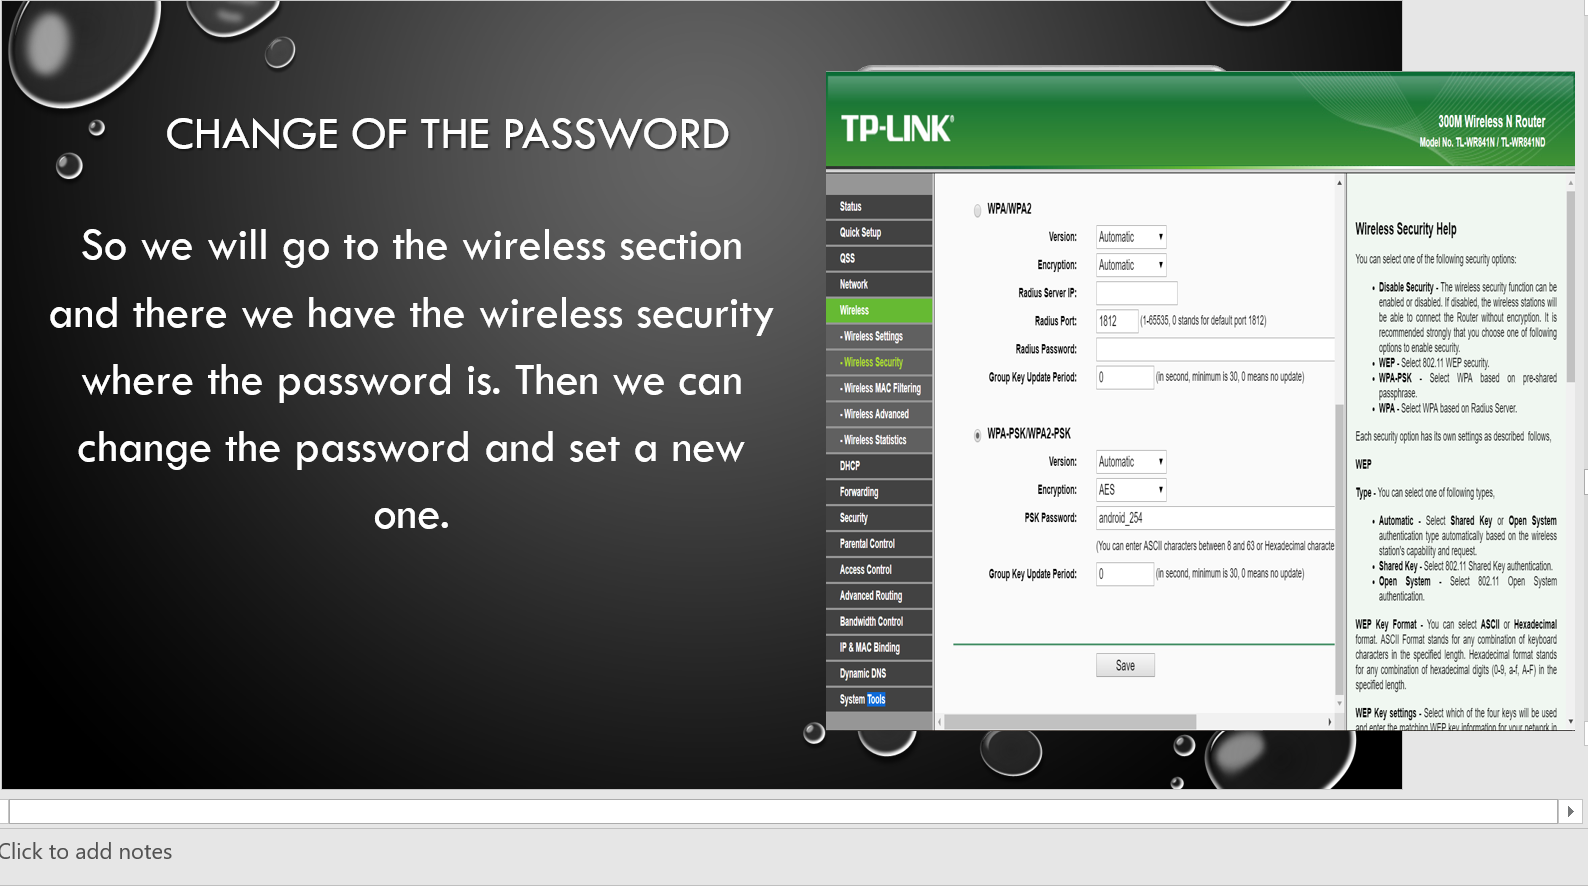 CHANGE OF THE PASSWORD
So we will go to the wireless section
and there we have the wireless security
where the password is. Then we can
change the password and set a new
one.
TP-LINK®
300M Wireless N Router
Model No. TL-WR841N / TL-WR841ND
Status
Quick Setup
QSS
Network
Wireless
- Wireless Settings
- Wireless Security
- Wireless MAC Filtering
- Wireless Advanced
- Wireless Statistics
DHCP
Forwarding
Security
Parental Control
Access Control
Advanced Routing
Bandwidth Control
IP & MAC Binding
Dynamic DNS
System Tools
WPA/WPA2
Version: Automatic
Encryption: Automatic
Radius Server IP:
Radius Port: 1812 (1-65535, 0 stands for default port 1812)
Radius Password:
Group Key Update Period: 0 (in second, minimum is 30, 0 means no update)
WPA-PSK/WPA2-PSK
Version: Automatic
Encryption: AES
PSK Password: android_254
(You can enter ASCII characters between 8 and 63 or Hexadecimal characte
Group Key Update Period: 0 (in second, minimum is 30, 0 means no update)
Save
Wireless Security Help
You can select one of the following security options:
• Disable Security - The wireless security function can be
enabled or disabled. If disabled, the wireless stations will
be able to connect the Router without encryption. It is
recommended strongly that you choose one of following
options to enable security.
• WEP - Select 802.11 WEP security.
• WPA-PSK - Select WPA based on pre-shared
passphrase.
• WPA - Select WPA based on Radius Server.
Each security option has its own settings as described follows,
WEP
Type - You can select one of following types,
• Automatic - Select Shared Key or Open System
authentication type automatically based on the wireless
station's capability and request.
• Shared Key - Select 802.11 Shared Key authentication.
• Open System - Select 802.11 Open System
authentication.
WEP Key Format - You can select ASCII or Hexadecimal
format. ASCII Format stands for any combination of keyboard
characters in the specified length. Hexadecimal format stands
for any combination of hexadecimal digits (0-9, a-f, A-F) in the
specified length.
WEP Key settings - Select which of the four keys will be used
and enter the matching WEP key information for your network in
Click to add notes